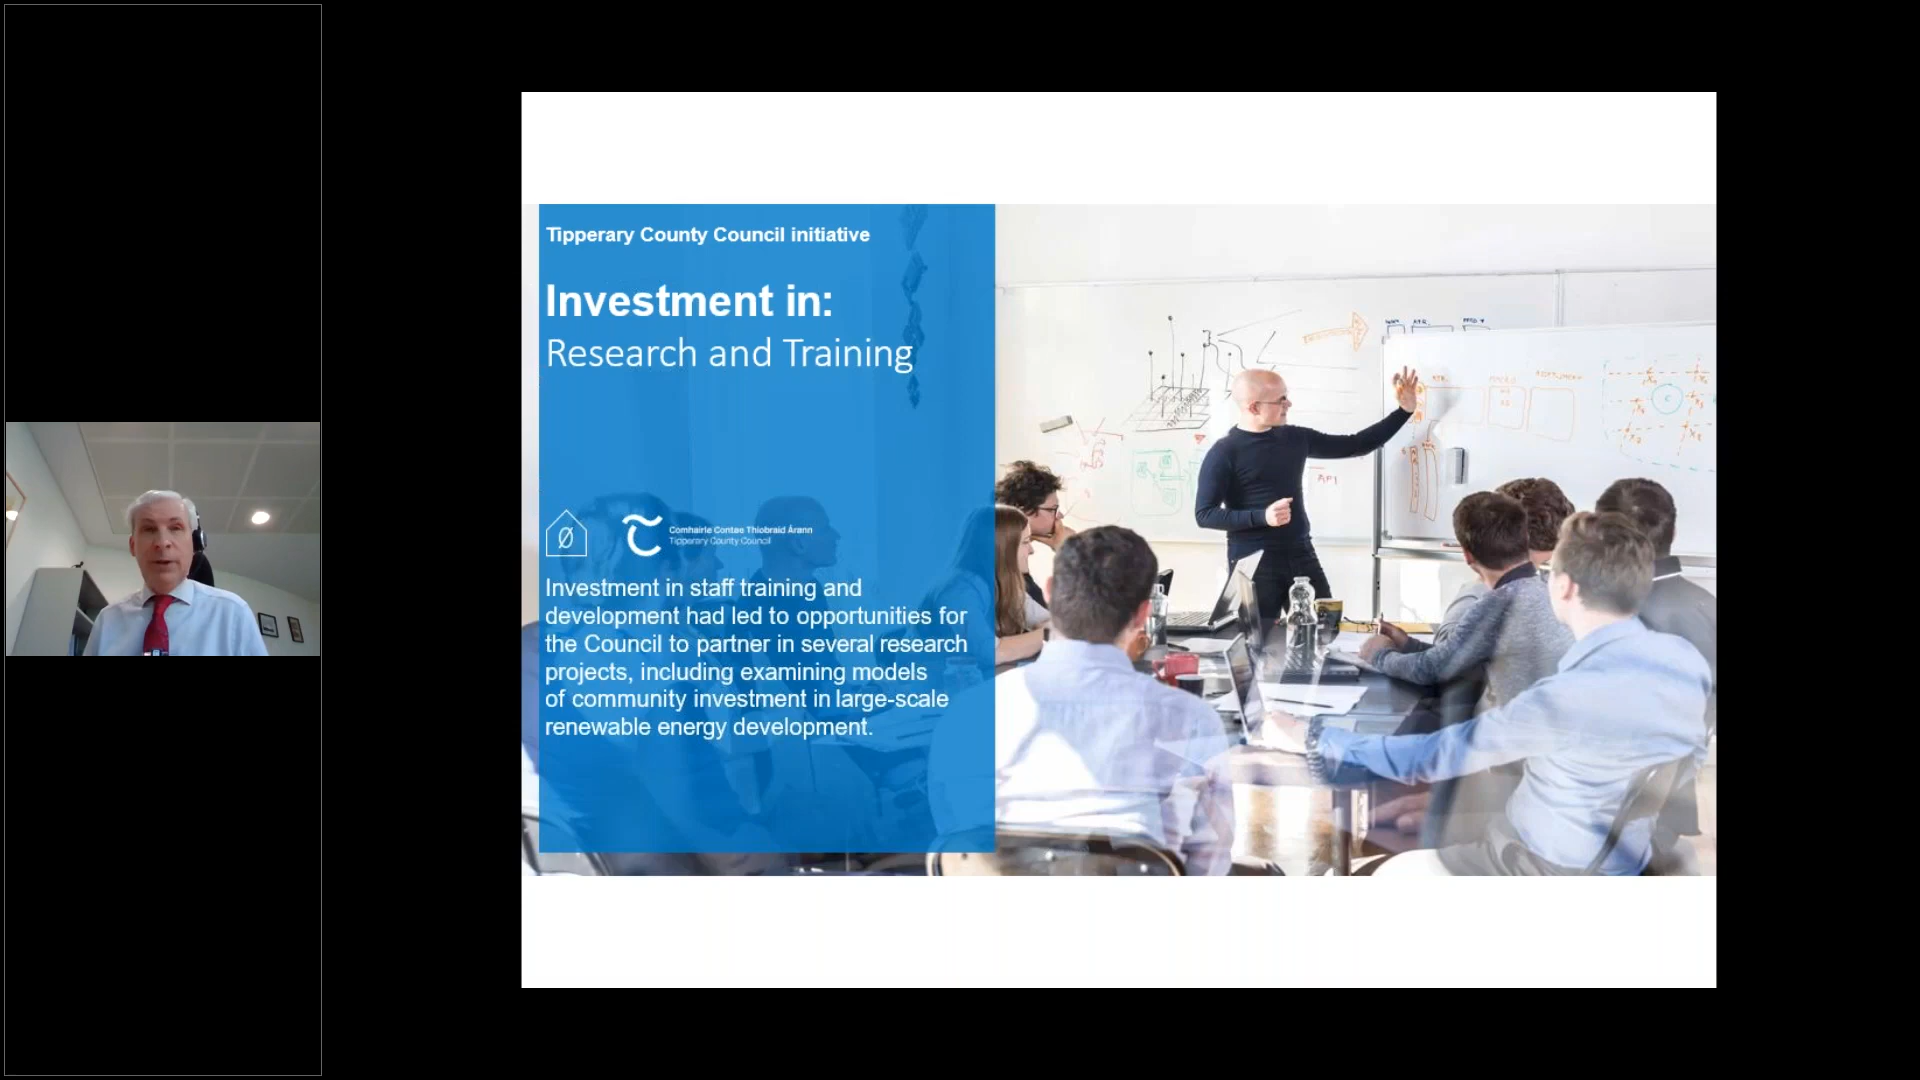 Tipperary County Council initiative
Investment in:
Research and Training
Comhairle Contae Thiobraid Árann
Tipperary County Council
Investment in staff training and
development had led to opportunities for
the Council to partner in several research
projects, including examining models
of community investment in large-scale
renewable energy development.
API